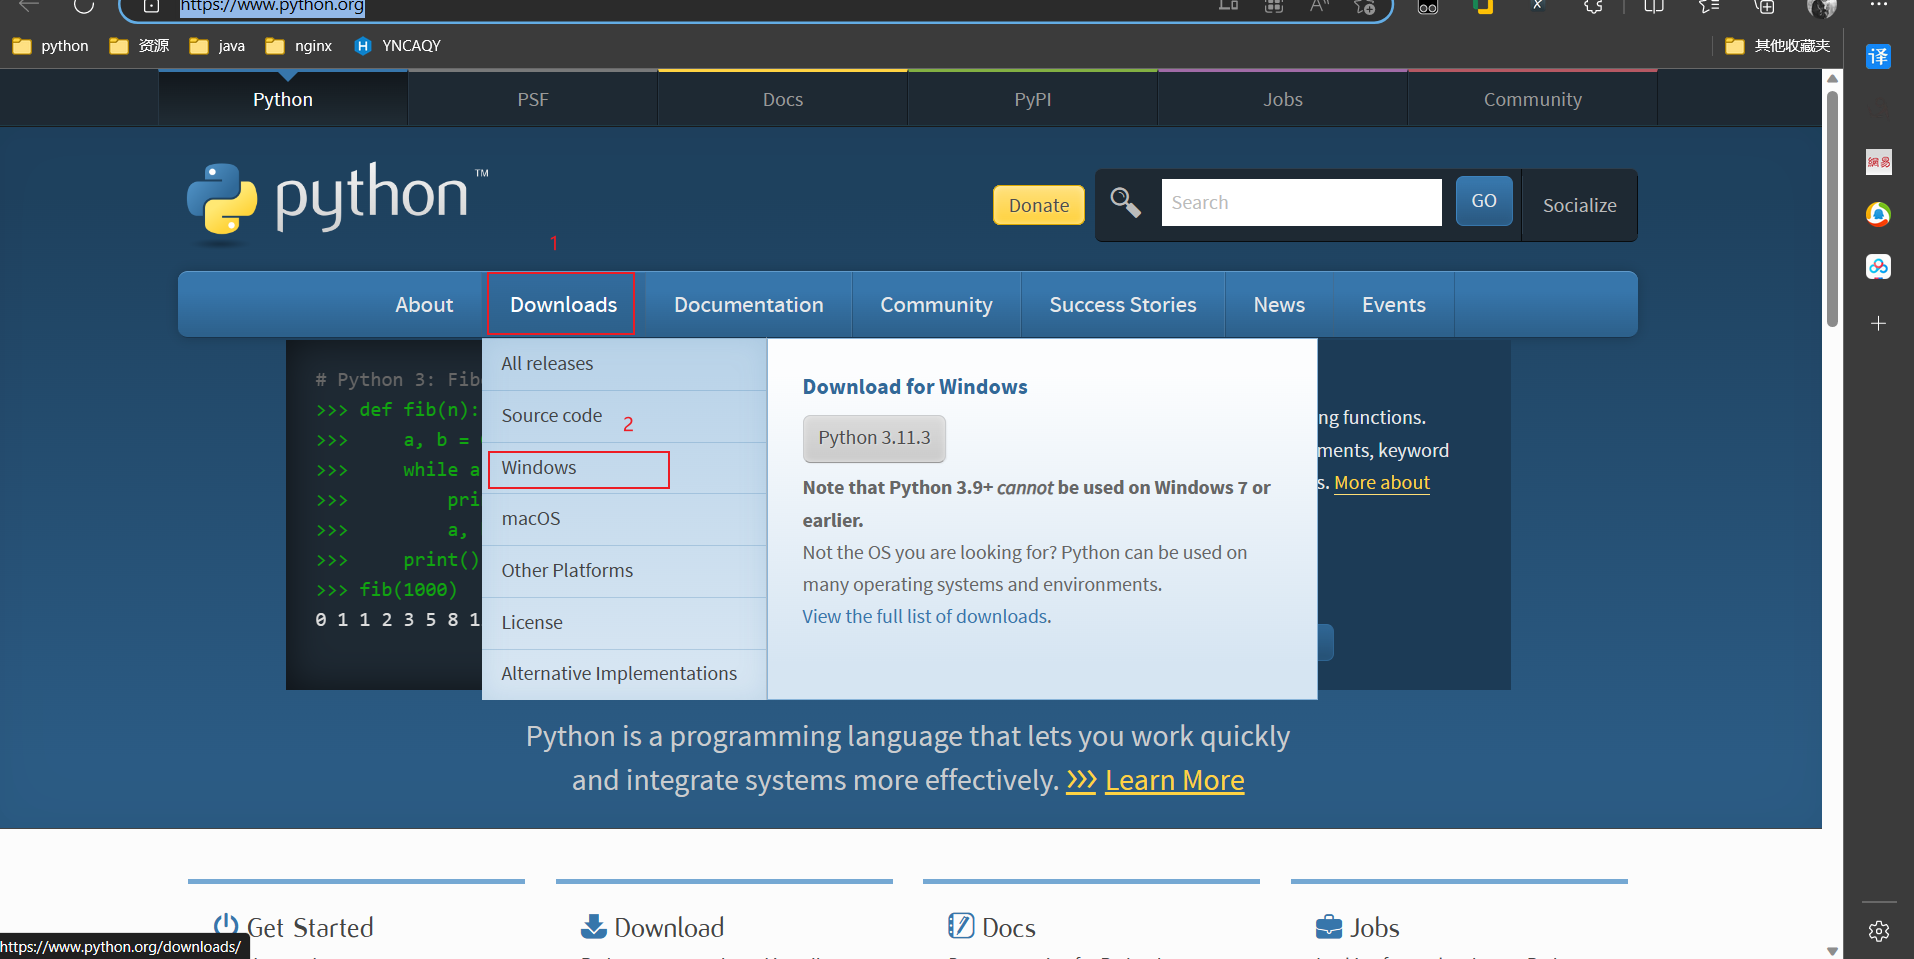 https://www.python.org
python 资源 java nginx YNCAQY 其他收藏夹
译
Python PSF Docs PyPI Jobs Community
網易
python™
Donate Search GO Socialize
1
About Downloads Documentation Community Success Stories News Events
All releases
Source code
2
Windows
macOS
Other Platforms
License
Alternative Implementations
Download for Windows
Python 3.11.3
Note that Python 3.9+ cannot be used on Windows 7 or
earlier.
Not the OS you are looking for? Python can be used on
many operating systems and environments.
View the full list of downloads.
# Python 3: Fib
>>> def fib(n):
>>> a, b =
>>> while a
>>> pri
>>> a,
>>> print()
>>> fib(1000)
0 1 1 2 3 5 8 1
ng functions.
ments, keyword
s. More about
Python is a programming language that lets you work quickly
and integrate systems more effectively. >>> Learn More
Get Started Download Docs Jobs
https://www.python.org/downloads/